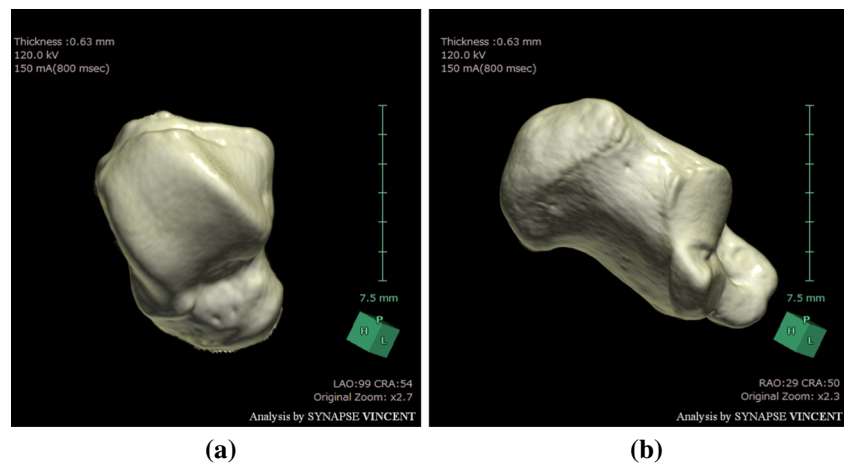 Thickness :0.63 mm
120.0 kV
150 mA(800 msec)
7.5 mm
P
H
L
LAO:99 CRA:54
Original Zoom: x2.7
Analysis by SYNAPSE VINCENT
(a)
Thickness :0.63 mm
120.0 kV
150 mA(800 msec)
7.5 mm
P
H
L
RAO:29 CRA:50
Original Zoom: x2.3
Analysis by SYNAPSE VINCENT
(b)